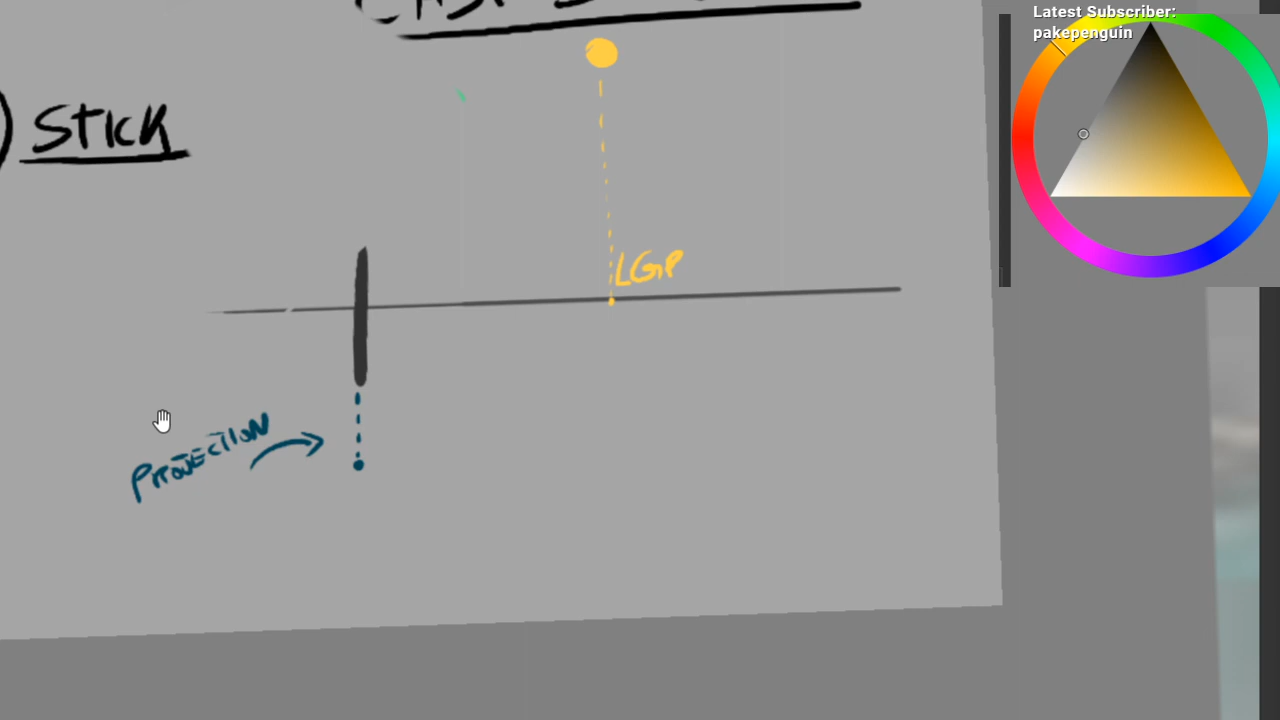 Latest Subscriber:
pakepenguin
STICK
LGP
PROJECTION